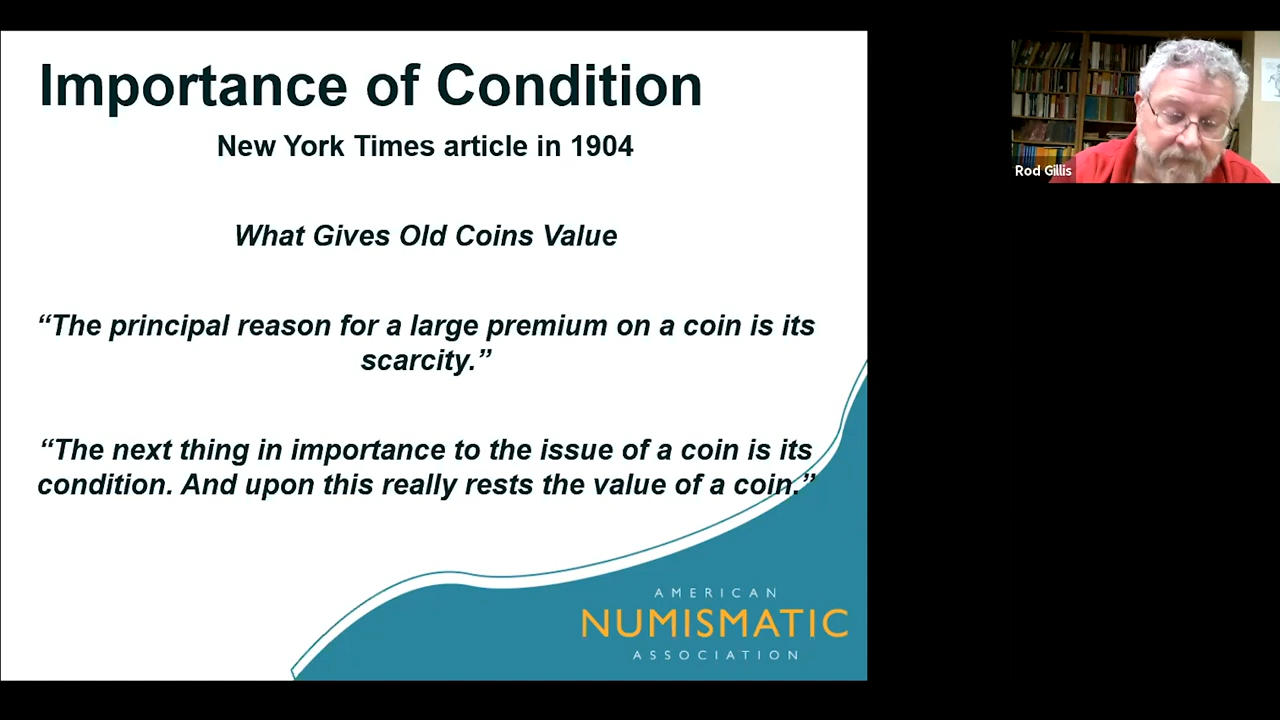 Importance of Condition
New York Times article in 1904
What Gives Old Coins Value
“The principal reason for a large premium on a coin is its
scarcity.”
“The next thing in importance to the issue of a coin is its
condition. And upon this really rests the value of a coin.”
AMERICAN
NUMISMATIC
ASSOCIATION
Rod Gillis